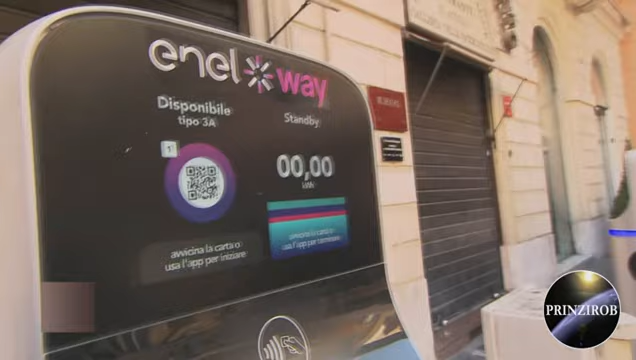 enel way
Disponibile
tipo 3A
Standby
00,00
kWh
avvicina la carta o
usa l'app per iniziare
avvicina la carta o
usa l'app per terminare
PRINZIROB